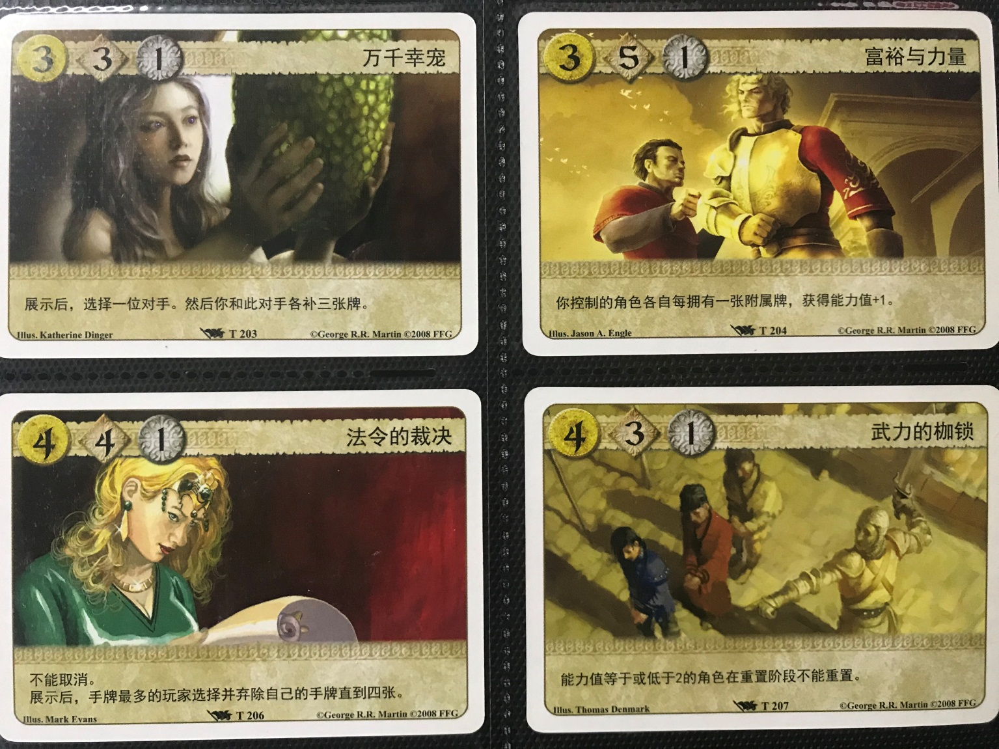 3 3 1 万千幸宠
展示后，选择一位对手。然后你和此对手各补三张牌。
Illus. Katherine Dinger T 203 ©George R.R. Martin ©2008 FFG
3 5 1 富裕与力量
你控制的角色各自每拥有一张附属牌，获得能力值+1。
Illus. Jason A. Engle T 204 ©George R.R. Martin ©2008 FFG
4 4 1 法令的裁决
不能取消。
展示后，手牌最多的玩家选择并弃除自己的手牌直到四张。
Illus. Mark Evans T 206 ©George R.R. Martin ©2008 FFG
4 3 1 武力的枷锁
能力值等于或低于2的角色在重置阶段不能重置。
Illus. Thomas Denmark T 207 ©George R.R. Martin ©2008 FFG